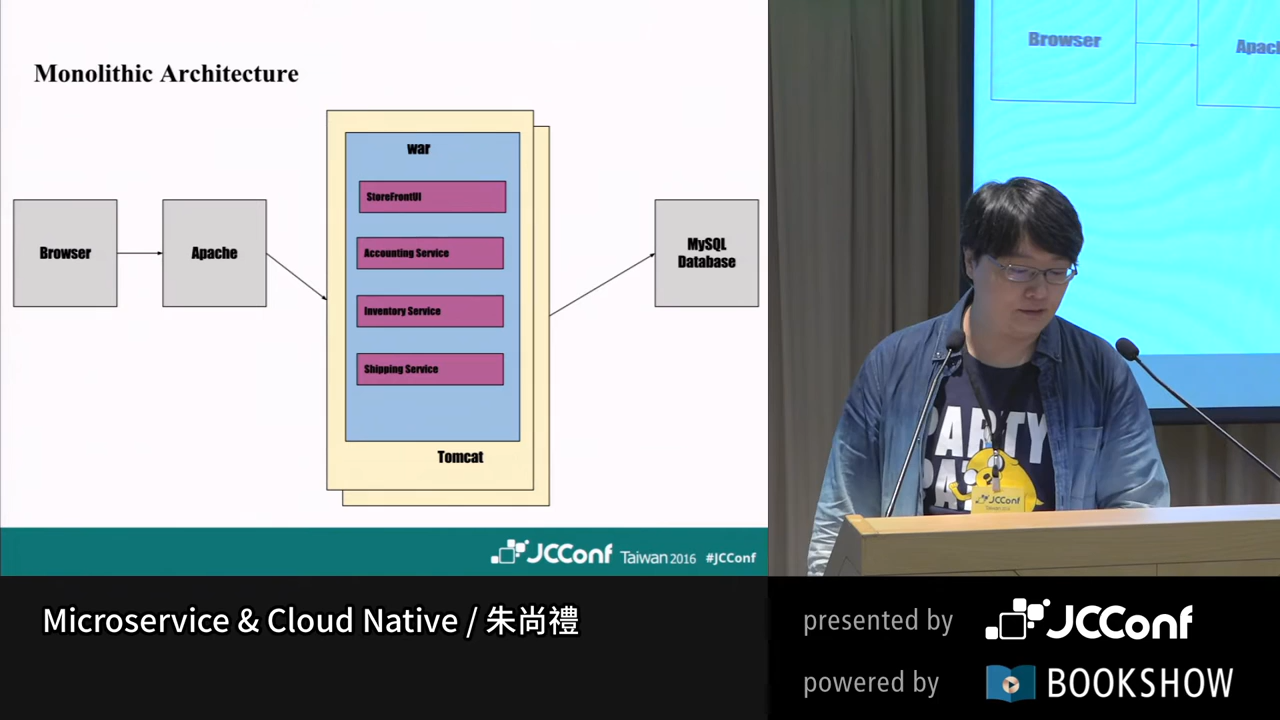 Monolithic Architecture
Browser
Apache
war
StoreFrontUI
Accounting Service
Inventory Service
Shipping Service
Tomcat
MySQL
Database
JCConf Taiwan 2016 #JCConf
Browser
PARTY
JCConf
Microservice & Cloud Native / 朱尚禮
presented by JCConf
powered by BOOKSHOW